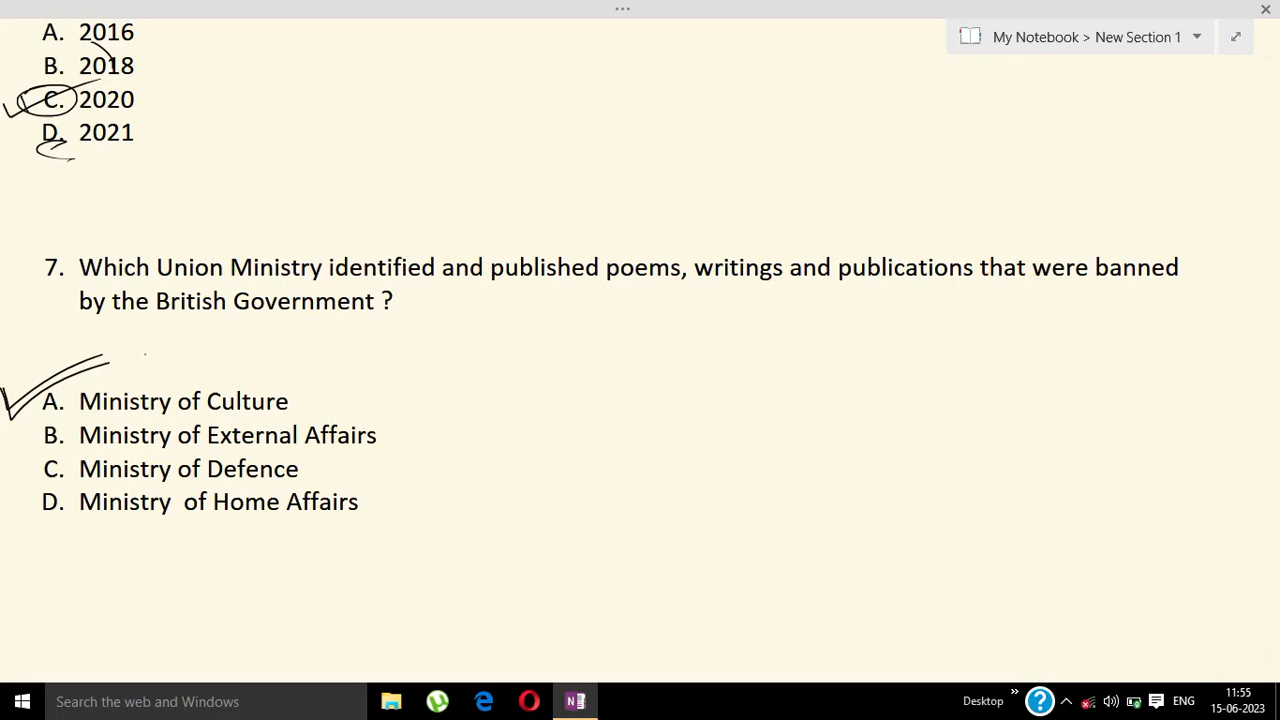 ...
A. 2016
My Notebook > New Section 1
B. 2018
C. 2020
D. 2021
7. Which Union Ministry identified and published poems, writings and publications that were banned
by the British Government ?
A. Ministry of Culture
B. Ministry of External Affairs
C. Ministry of Defence
D. Ministry  of Home Affairs
Search the web and Windows
Desktop
ENG
11:55
15-06-2023